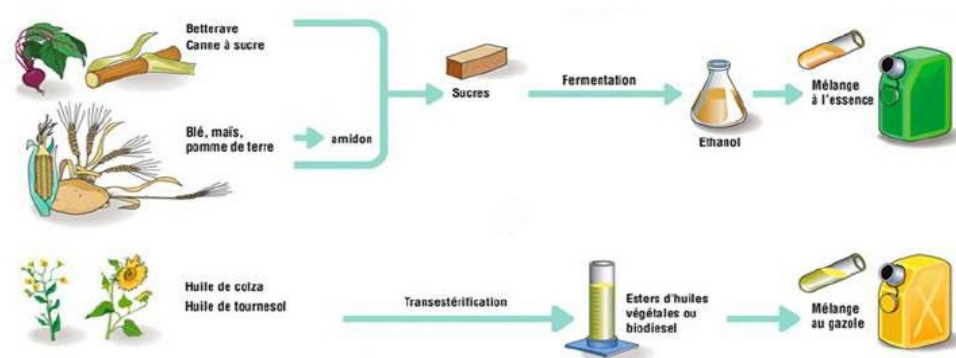 Betterave
Canne à sucre
Sucres
Fermentation
Ethanol
Mélange
à l'essence
Blé, maïs,
pomme de terre
amidon
Huile de colza
Huile de tournesol
Transestérification
Esters d'huiles
végétales ou
biodiesel
Mélange
au gazole